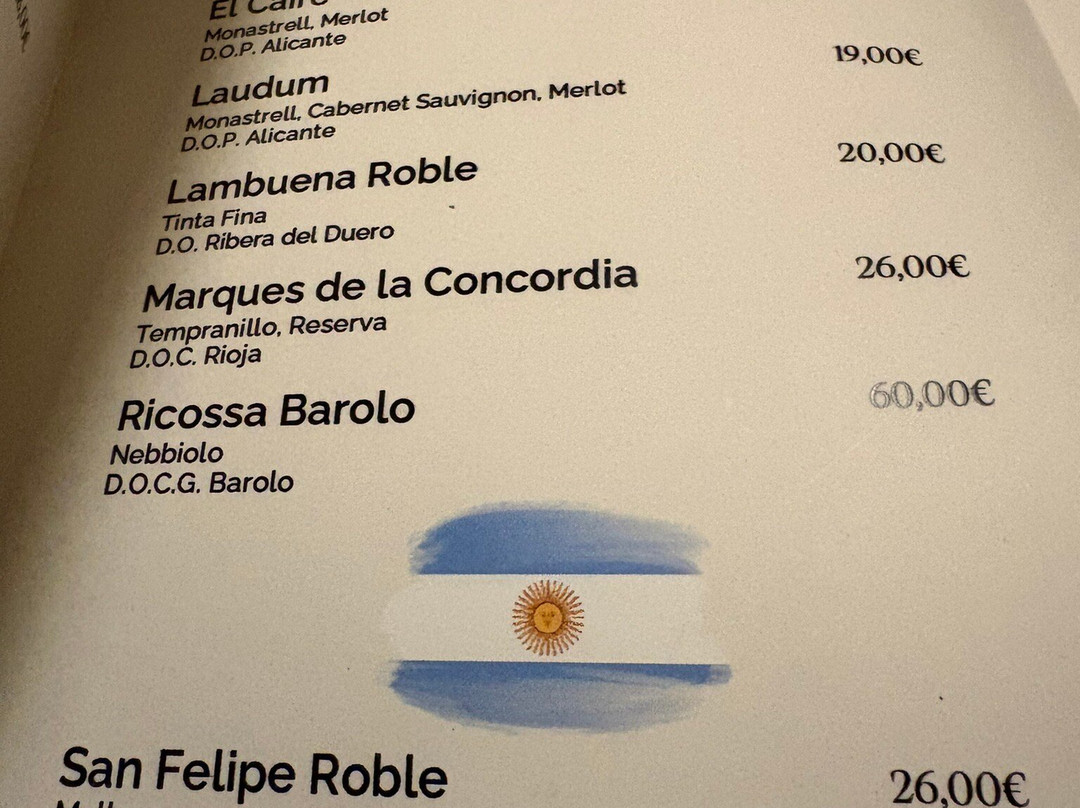 El Cairo
Monastrell, Merlot
D.O.P. Alicante
Laudum 19,00€
Monastrell, Cabernet Sauvignon, Merlot
D.O.P. Alicante
Lambuena Roble 20,00€
Tinta Fina
D.O. Ribera del Duero
Marques de la Concordia 26,00€
Tempranillo, Reserva
D.O.C. Rioja
Ricossa Barolo 60,00€
Nebbiolo
D.O.C.G. Barolo
San Felipe Roble 26,00€